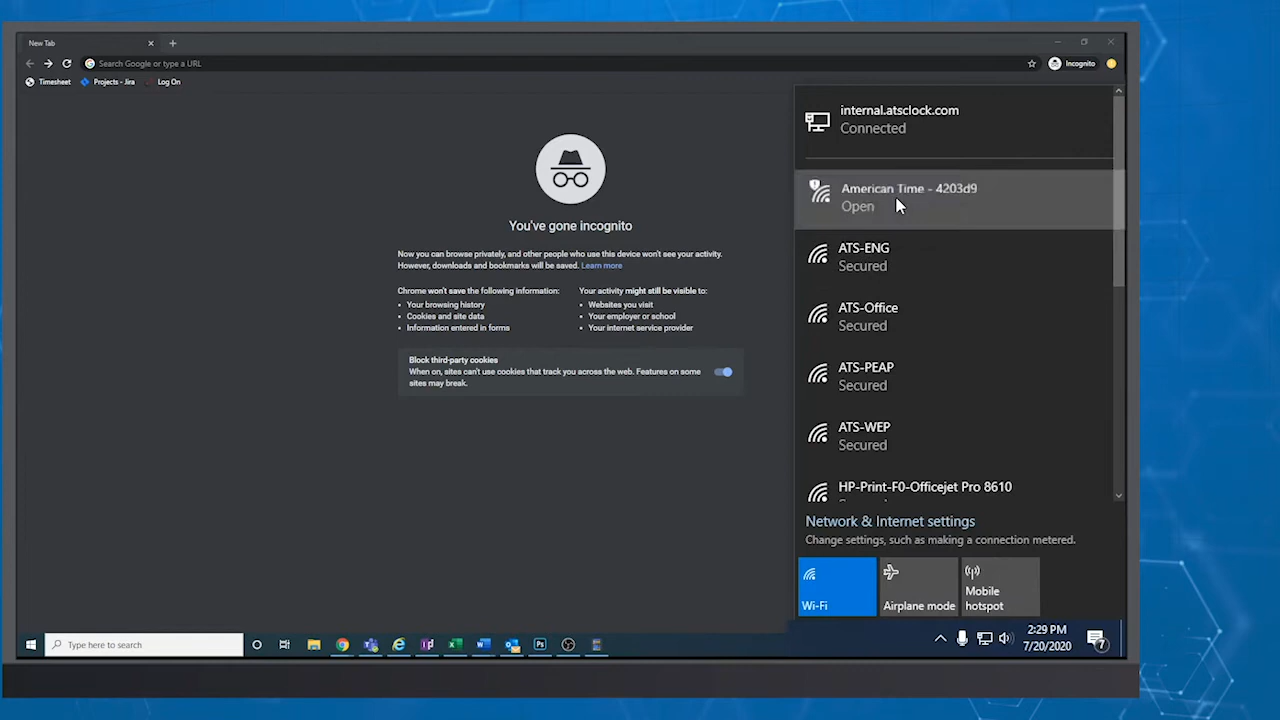 New Tab
Search Google or type a URL
Incognito
Timesheet
Projects - Jira
Log On
You've gone incognito
Now you can browse privately, and other people who use this device won't see your activity.
However, downloads and bookmarks will be saved. Learn more
Chrome won't save the following information:
• Your browsing history
• Cookies and site data
• Information entered in forms
Your activity might still be visible to:
• Websites you visit
• Your employer or school
• Your internet service provider
Block third-party cookies
When on, sites can't use cookies that track you across the web. Features on some
sites may break.
internal.atsclock.com
Connected
American Time - 4203d9
Open
ATS-ENG
Secured
ATS-Office
Secured
ATS-PEAP
Secured
ATS-WEP
Secured
HP-Print-F0-Officejet Pro 8610
Network & Internet settings
Change settings, such as making a connection metered.
Wi-Fi
Airplane mode
Mobile
hotspot
Type here to search
2:29 PM
7/20/2020
7